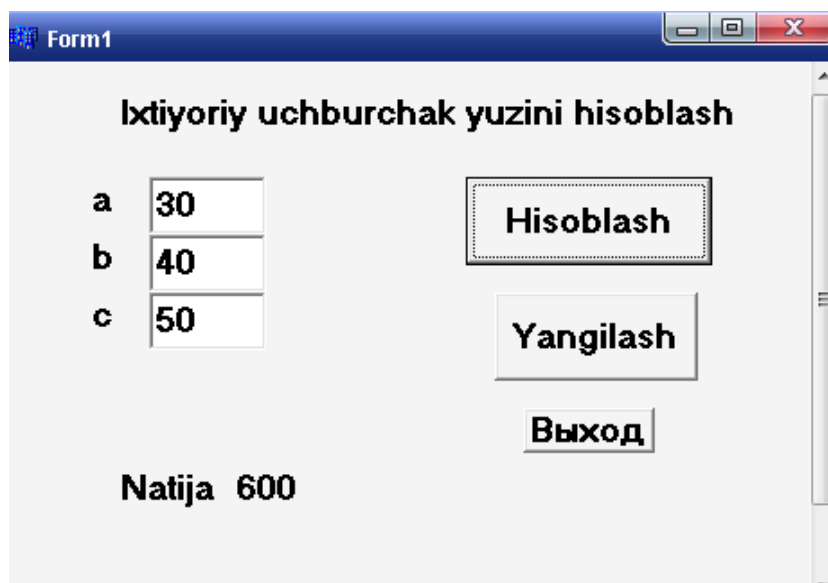 Form1
Ixtiyoriy uchburchak yuzini hisoblash
a 30
Hisoblash
b 40
c 50
Yangilash
Выход
Natija 600